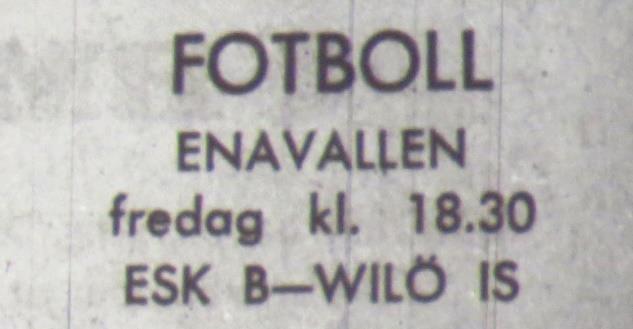 FOTBOLL
ENAVALLEN
fredag kl. 18.30
ESK B—WILÖ IS